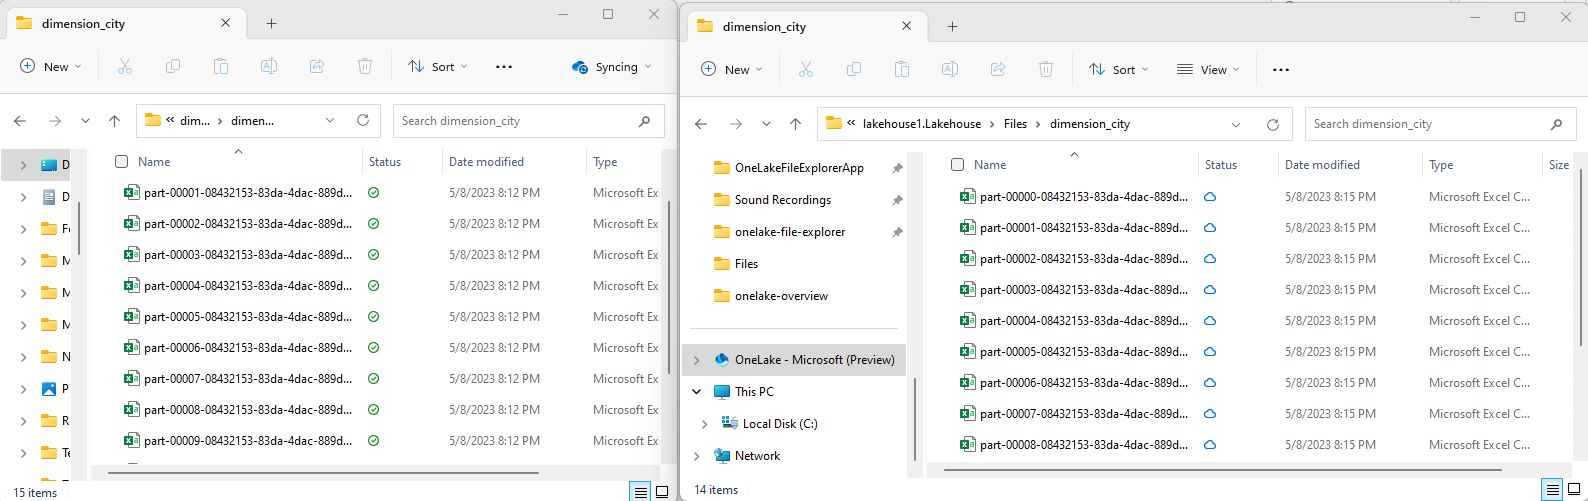 dimension_city
New
Sort
Syncing
dim... > dimen...
Search dimension_city
D
D
Fo
M
M
M
N
P
R
Te
Name Status Date modified Type
part-00001-08432153-83da-4dac-889d... 5/8/2023 8:12 PM Microsoft Ex
part-00002-08432153-83da-4dac-889d... 5/8/2023 8:12 PM Microsoft Ex
part-00003-08432153-83da-4dac-889d... 5/8/2023 8:12 PM Microsoft Ex
part-00004-08432153-83da-4dac-889d... 5/8/2023 8:12 PM Microsoft Ex
part-00005-08432153-83da-4dac-889d... 5/8/2023 8:12 PM Microsoft Ex
part-00006-08432153-83da-4dac-889d... 5/8/2023 8:12 PM Microsoft Ex
part-00007-08432153-83da-4dac-889d... 5/8/2023 8:12 PM Microsoft Ex
part-00008-08432153-83da-4dac-889d... 5/8/2023 8:12 PM Microsoft Ex
part-00009-08432153-83da-4dac-889d... 5/8/2023 8:12 PM Microsoft Ex
15 items
dimension_city
New
Sort
View
lakehouse1.Lakehouse > Files > dimension_city
Search dimension_city
OneLakeFileExplorerApp
Sound Recordings
onelake-file-explorer
Files
onelake-overview
OneLake - Microsoft (Preview)
This PC
Local Disk (C:)
Network
Name Status Date modified Type Size
part-00000-08432153-83da-4dac-889d... 5/8/2023 8:15 PM Microsoft Excel C...
part-00001-08432153-83da-4dac-889d... 5/8/2023 8:15 PM Microsoft Excel C...
part-00002-08432153-83da-4dac-889d... 5/8/2023 8:15 PM Microsoft Excel C...
part-00003-08432153-83da-4dac-889d... 5/8/2023 8:15 PM Microsoft Excel C...
part-00004-08432153-83da-4dac-889d... 5/8/2023 8:15 PM Microsoft Excel C...
part-00005-08432153-83da-4dac-889d... 5/8/2023 8:15 PM Microsoft Excel C...
part-00006-08432153-83da-4dac-889d... 5/8/2023 8:15 PM Microsoft Excel C...
part-00007-08432153-83da-4dac-889d... 5/8/2023 8:15 PM Microsoft Excel C...
part-00008-08432153-83da-4dac-889d... 5/8/2023 8:15 PM Microsoft Excel C...
14 items